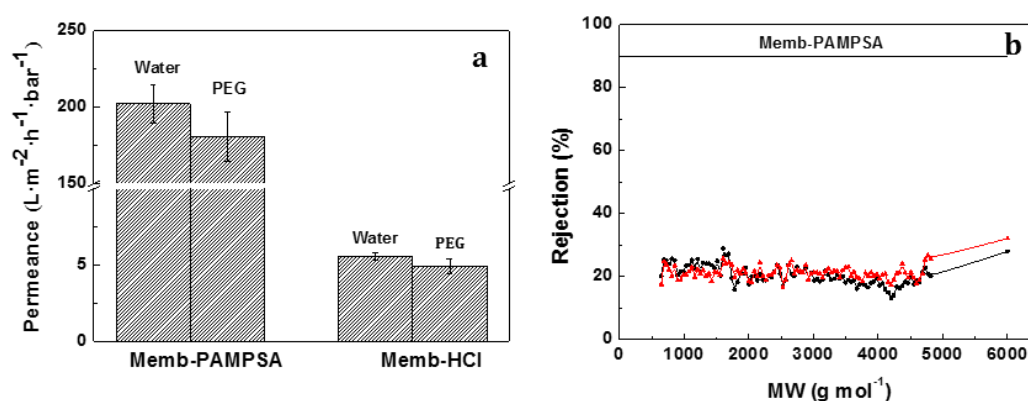 a
250
200
150
5
0
Permeance (L·m⁻²·h⁻¹·bar⁻¹)
Water
PEG
Water
PEG
Memb-PAMPSA
Memb-HCl
b
Memb-PAMPSA
100
80
60
40
20
0
Rejection (%)
0 1000 2000 3000 4000 5000 6000
MW (g mol⁻¹)